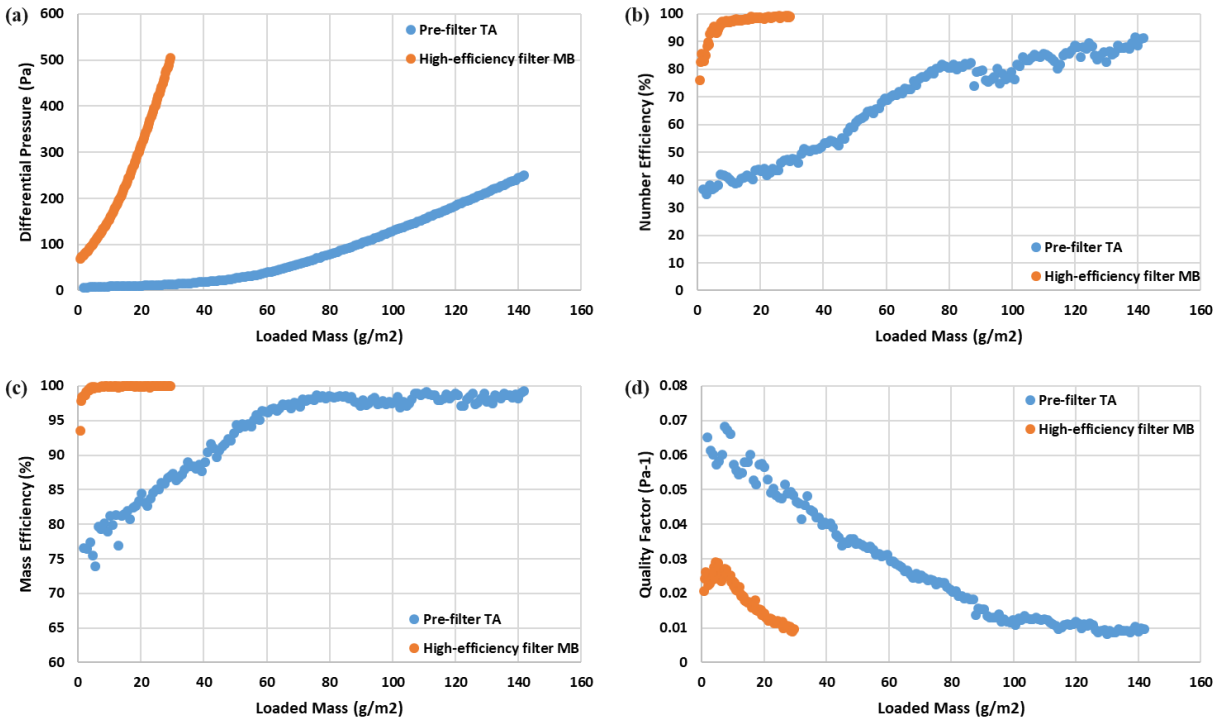 (a)
Differential Pressure (Pa)
600
500
400
300
200
100
0
0 20 40 60 80 100 120 140 160
Loaded Mass (g/m2)
Pre-filter TA
High-efficiency filter MB
(b)
Number Efficiency (%)
100
90
80
70
60
50
40
30
20
10
0
0 20 40 60 80 100 120 140 160
Loaded Mass (g/m2)
Pre-filter TA
High-efficiency filter MB
(c)
Mass Efficiency (%)
100
95
90
85
80
75
70
65
60
0 20 40 60 80 100 120 140 160
Loaded Mass (g/m2)
Pre-filter TA
High-efficiency filter MB
(d)
Quality Factor (Pa-1)
0.08
0.07
0.06
0.05
0.04
0.03
0.02
0.01
0
0 20 40 60 80 100 120 140 160
Loaded Mass (g/m2)
Pre-filter TA
High-efficiency filter MB